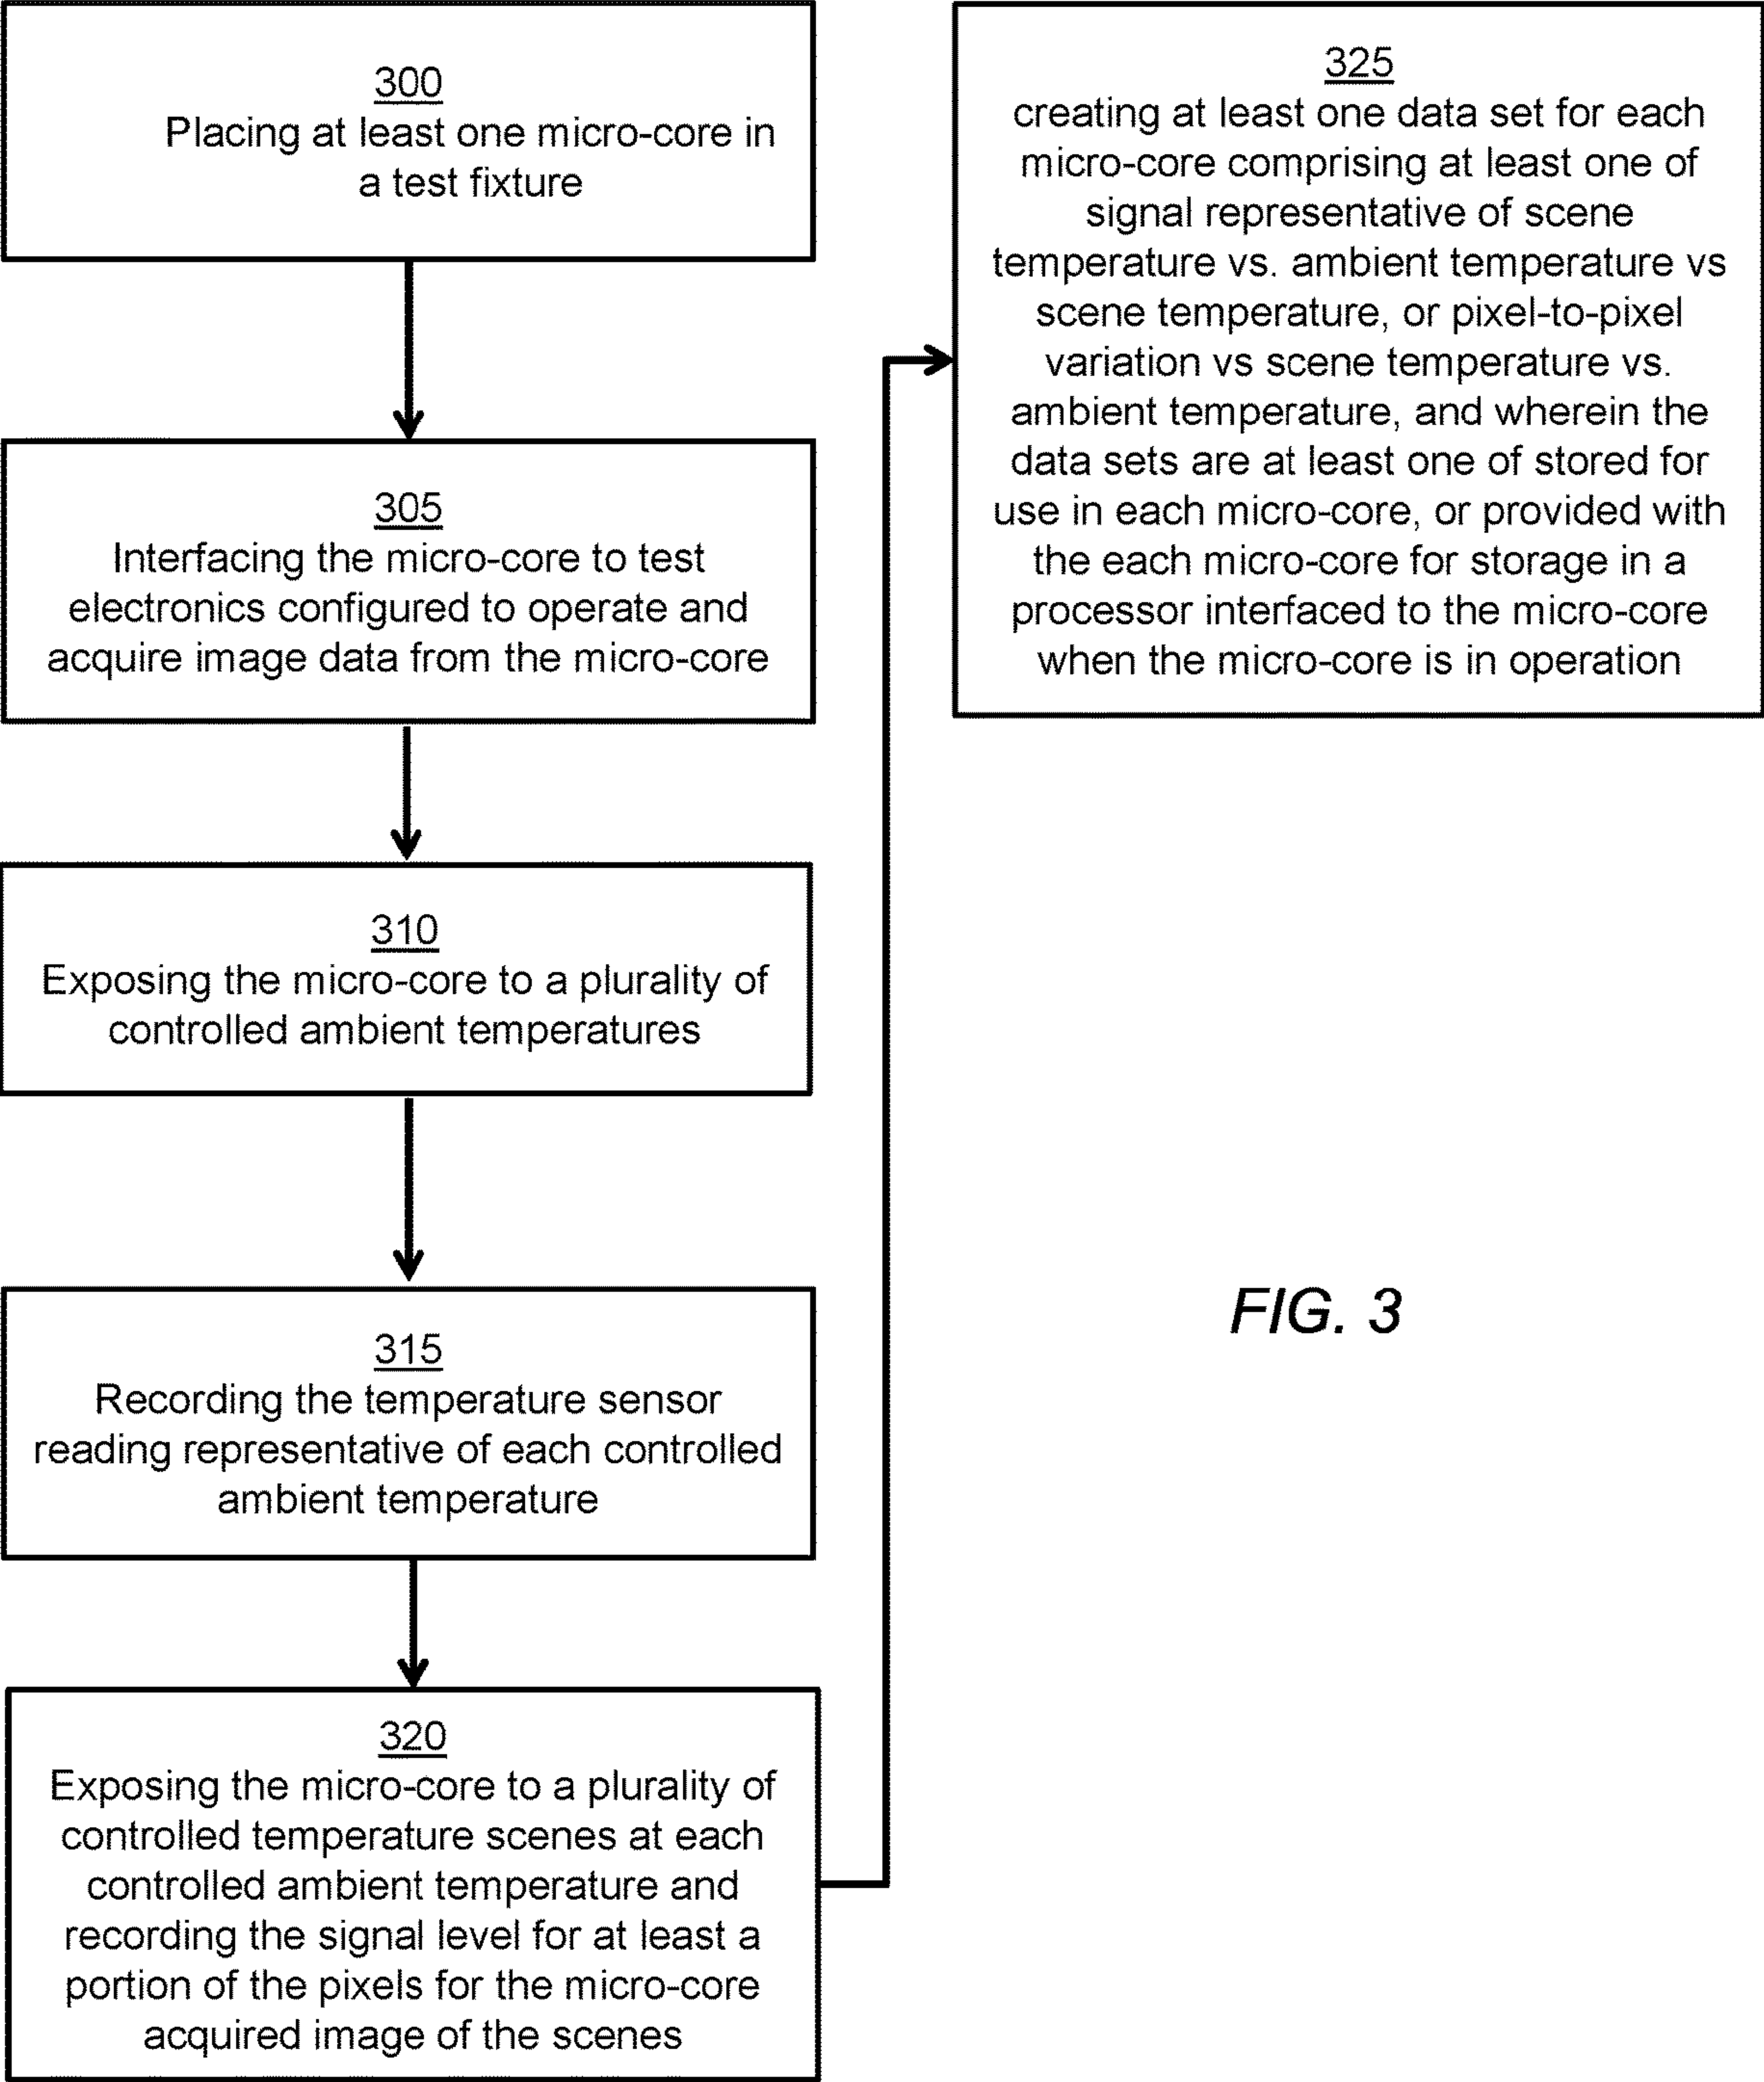 300
Placing at least one micro-core in
a test fixture
305
Interfacing the micro-core to test
electronics configured to operate and
acquire image data from the micro-core
310
Exposing the micro-core to a plurality of
controlled ambient temperatures
315
Recording the temperature sensor
reading representative of each controlled
ambient temperature
320
Exposing the micro-core to a plurality of
controlled temperature scenes at each
controlled ambient temperature and
recording the signal level for at least a
portion of the pixels for the micro-core
acquired image of the scenes
325
creating at least one data set for each
micro-core comprising at least one of
signal representative of scene
temperature vs. ambient temperature vs
scene temperature, or pixel-to-pixel
variation vs scene temperature vs.
ambient temperature, and wherein the
data sets are at least one of stored for
use in each micro-core, or provided with
the each micro-core for storage in a
processor interfaced to the micro-core
when the micro-core is in operation
FIG. 3